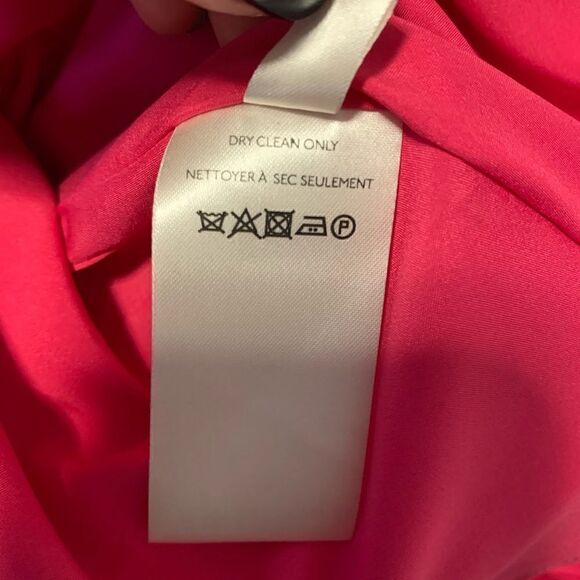 DRY CLEAN ONLY
NETTOYER À SEC SEULEMENT
P